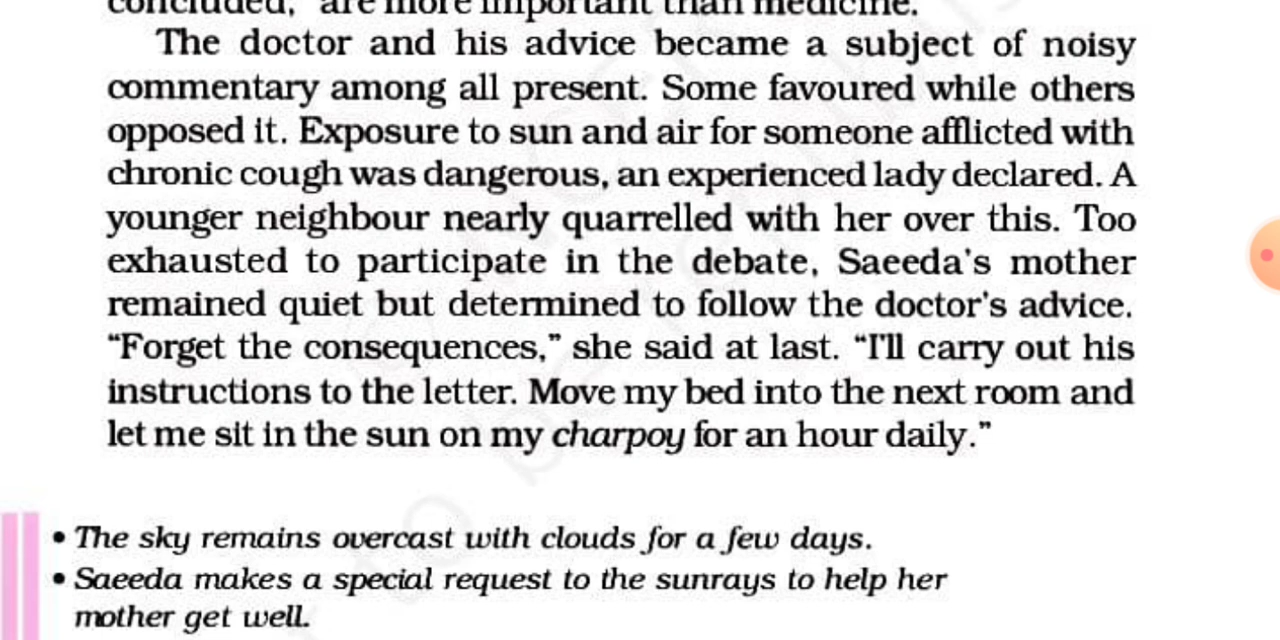 concluded, "are more important than medicine.
The doctor and his advice became a subject of noisy
commentary among all present. Some favoured while others
opposed it. Exposure to sun and air for someone afflicted with
chronic cough was dangerous, an experienced lady declared. A
younger neighbour nearly quarrelled with her over this. Too
exhausted to participate in the debate, Saeeda's mother
remained quiet but determined to follow the doctor's advice.
“Forget the consequences,” she said at last. “I'll carry out his
instructions to the letter. Move my bed into the next room and
let me sit in the sun on my charpoy for an hour daily.”
• The sky remains overcast with clouds for a few days.
• Saeeda makes a special request to the sunrays to help her
mother get well.